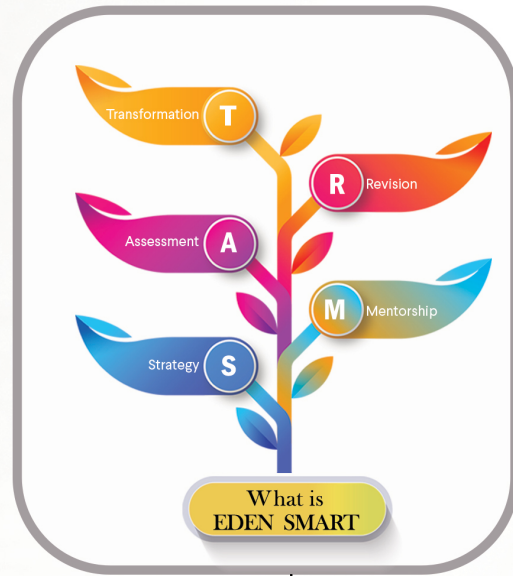 Transformation T
R Revision
Assessment A
M Mentorship
Strategy S
What is
EDEN SMART